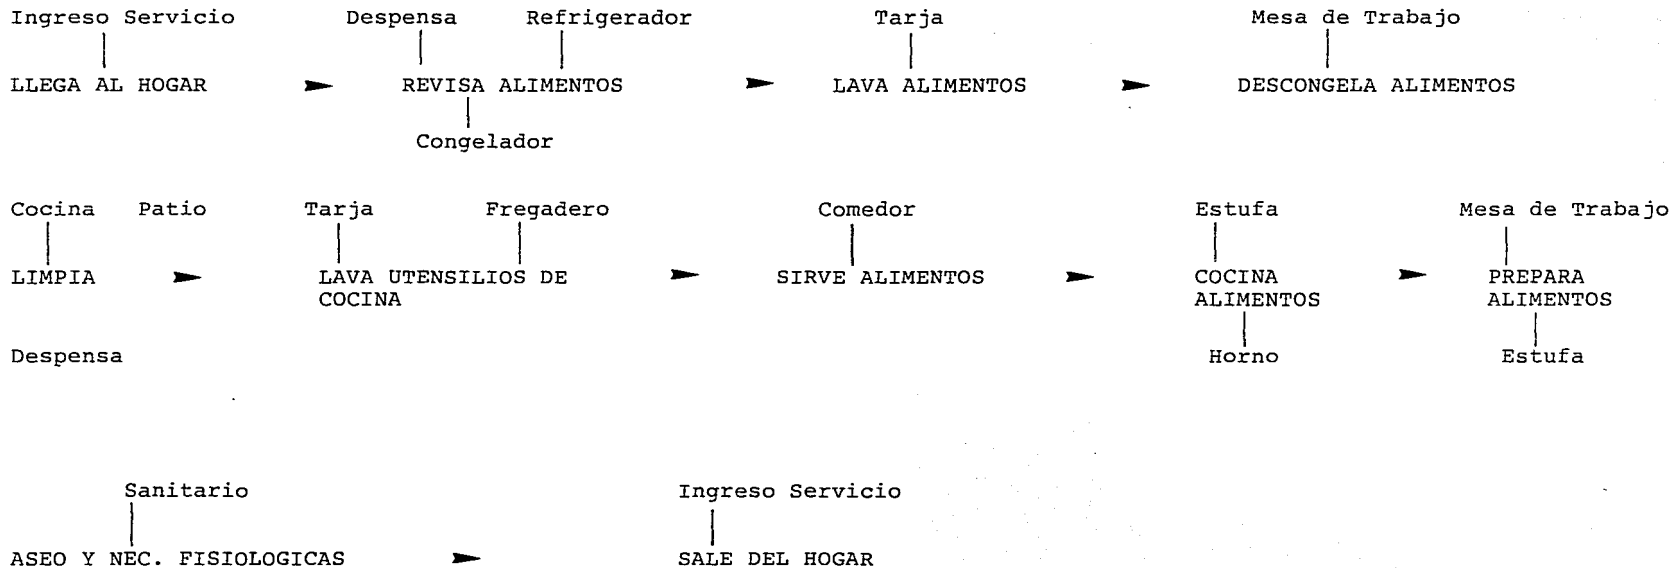 Ingreso Servicio Despensa Refrigerador Tarja Mesa de Trabajo
LLEGA AL HOGAR REVISA ALIMENTOS LAVA ALIMENTOS DESCONGELA ALIMENTOS
Congelador
Cocina Patio Tarja Fregadero Comedor Estufa Mesa de Trabajo
LIMPIA LAVA UTENSILIOS DE SIRVE ALIMENTOS COCINA PREPARA
COCINA ALIMENTOS ALIMENTOS
Despensa Horno Estufa
Sanitario Ingreso Servicio
ASEO Y NEC. FISIOLOGICAS SALE DEL HOGAR